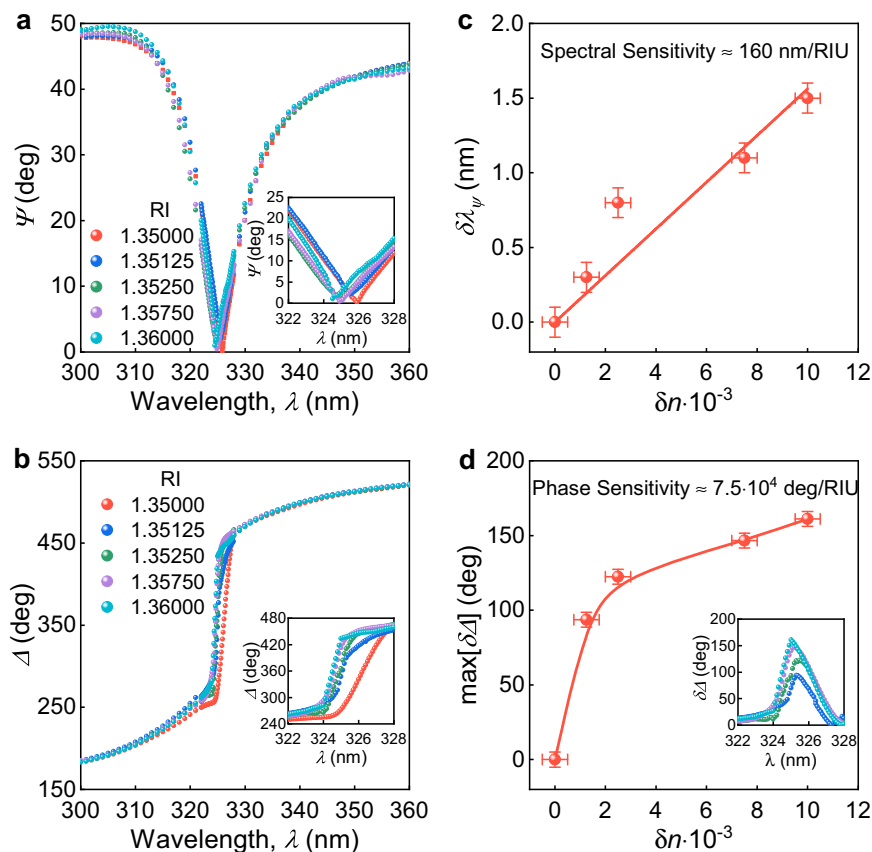 a
50
40
30
20
10
0
Ψ (deg)
RI
1.35000
1.35125
1.35250
1.35750
1.36000
25
20
15
10
5
0
Ψ (deg)
322 324 326 328
λ (nm)
300 310 320 330 340 350 360
Wavelength, λ (nm)
c
2.0
1.5
1.0
0.5
0.0
δλψ (nm)
Spectral Sensitivity ≈ 160 nm/RIU
0 2 4 6 8 10 12
δn·10⁻³
b
550
450
350
250
150
Δ (deg)
RI
1.35000
1.35125
1.35250
1.35750
1.36000
480
420
360
300
240
Δ (deg)
322 324 326 328
λ (nm)
300 310 320 330 340 350 360
Wavelength, λ (nm)
d
200
150
100
50
0
max[δΔ] (deg)
Phase Sensitivity ≈ 7.5·10⁴ deg/RIU
200
150
100
50
0
δΔ (deg)
322 324 326 328
λ (nm)
0 2 4 6 8 10 12
δn·10⁻³